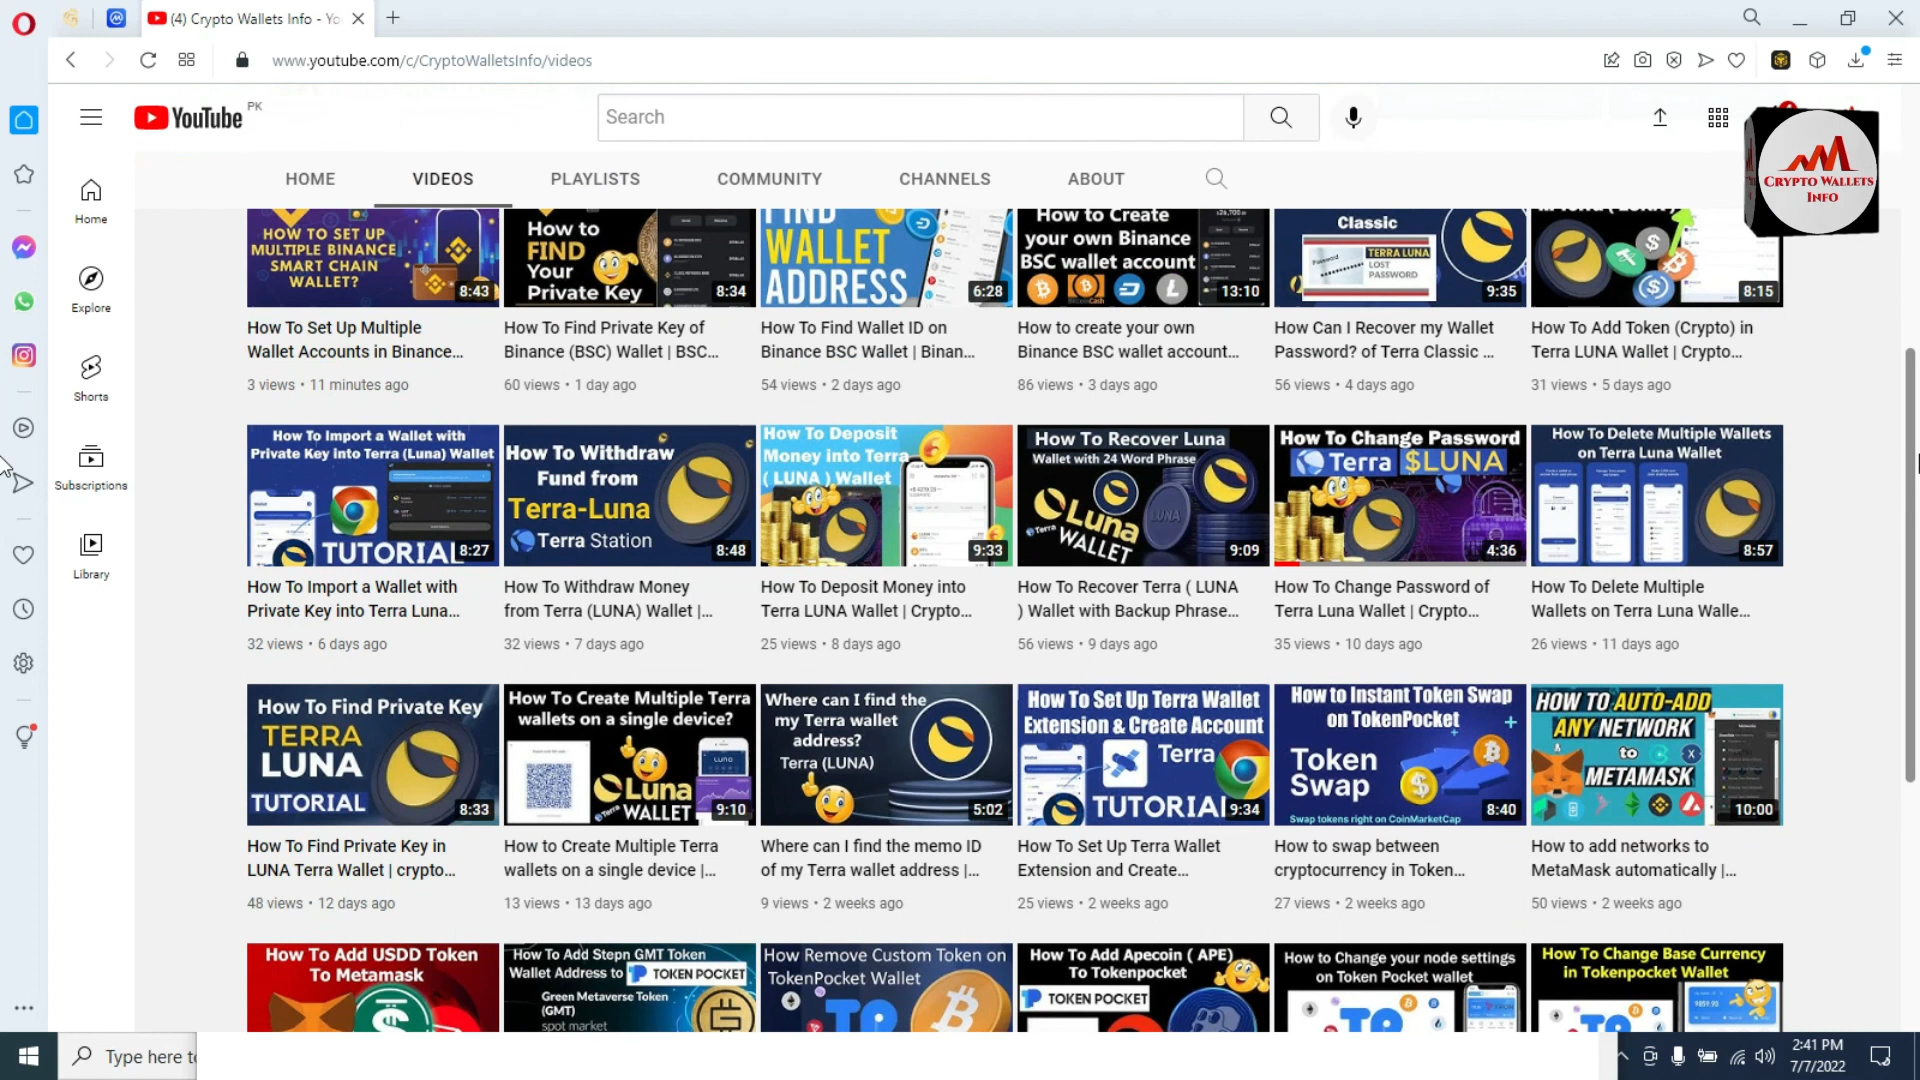 (4) Crypto Wallets Info - Yo
www.youtube.com/c/CryptoWalletsInfo/videos
YouTube PK
Search
HOME VIDEOS PLAYLISTS COMMUNITY CHANNELS ABOUT
CRYPTO WALLETS
INFO
Home
Explore
Shorts
Subscriptions
Library
HOW TO SET UP
MULTIPLE BINANCE
SMART CHAIN
WALLET?
8:43
How to
FIND
Your
Private Key
8:34
FIND
WALLET
ADDRESS
6:28
How to Create
your own Binance
BSC wallet account
13:10
Classic
TERRA LUNA
LOST
PASSWORD
Password
9:35
8:15
How To Set Up Multiple
Wallet Accounts in Binance...
3 views • 11 minutes ago
How To Find Private Key of
Binance (BSC) Wallet | BSC...
60 views • 1 day ago
How To Find Wallet ID on
Binance BSC Wallet | Binan...
54 views • 2 days ago
How to create your own
Binance BSC wallet account...
86 views • 3 days ago
How Can I Recover my Wallet
Password? of Terra Classic ...
56 views • 4 days ago
How To Add Token (Crypto) in
Terra LUNA Wallet | Crypto...
31 views • 5 days ago
How To Import a Wallet with
Private Key into Terra (Luna) Wallet
TUTORIAL
8:27
How To Withdraw
Fund from
Terra-Luna
Terra Station
8:48
How To Deposit
Money into Terra
( LUNA ) Wallet
9:33
How To Recover Luna
Wallet with 24 Word Phrase
Luna
Terra
WALLET
LUNA
9:09
How To Change Password
Terra $LUNA
4:36
How To Delete Multiple Wallets
on Terra Luna Wallet
8:57
How To Import a Wallet with
Private Key into Terra Luna...
32 views • 6 days ago
How To Withdraw Money
from Terra (LUNA) Wallet |...
32 views • 7 days ago
How To Deposit Money into
Terra LUNA Wallet | Crypto...
25 views • 8 days ago
How To Recover Terra ( LUNA
) Wallet with Backup Phrase...
56 views • 9 days ago
How To Change Password of
Terra Luna Wallet | Crypto...
35 views • 10 days ago
How To Delete Multiple
Wallets on Terra Luna Walle...
26 views • 11 days ago
How To Find Private Key
TERRA
LUNA
TUTORIAL
8:33
How To Create Multiple Terra
wallets on a single device?
LUNO
Luna
Terra
WALLET
9:10
Where can I find the
my Terra wallet
address?
Terra (LUNA)
5:02
How To Set Up Terra Wallet
Extension & Create Account
Terra
TUTORIAL
9:34
How to Instant Token Swap
on TokenPocket
Token
Swap
Swap tokens right on CoinMarketCap
8:40
HOW TO AUTO-ADD
ANY NETWORK
to
METAMASK
10:00
How To Find Private Key in
LUNA Terra Wallet | crypto...
48 views • 12 days ago
How to Create Multiple Terra
wallets on a single device |...
13 views • 13 days ago
Where can I find the memo ID
of my Terra wallet address |...
9 views • 2 weeks ago
How To Set Up Terra Wallet
Extension and Create...
25 views • 2 weeks ago
How to swap between
cryptocurrency in Token...
27 views • 2 weeks ago
How to add networks to
MetaMask automatically |...
50 views • 2 weeks ago
How To Add USDD Token
To Metamask
How To Add Stepn GMT Token
Wallet Address to TOKEN POCKET
Green Metaverse Token
(GMT)
spot market
How Remove Custom Token on
TokenPocket Wallet
How To Add Apecoin ( APE)
To Tokenpocket
TOKEN POCKET
How to Change your node settings
on Token Pocket wallet
How To Change Base Currency
in Tokenpocket Wallet
Type here to
2:41 PM
7/7/2022